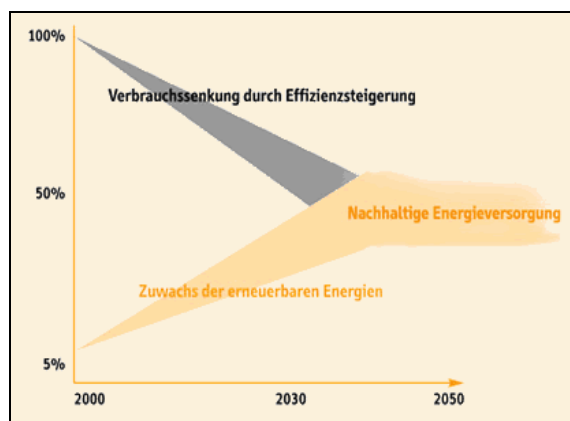 100%
Verbrauchssenkung durch Effizienzsteigerung
50%
Nachhaltige Energieversorgung
Zuwachs der erneuerbaren Energien
5%
2000 2030 2050